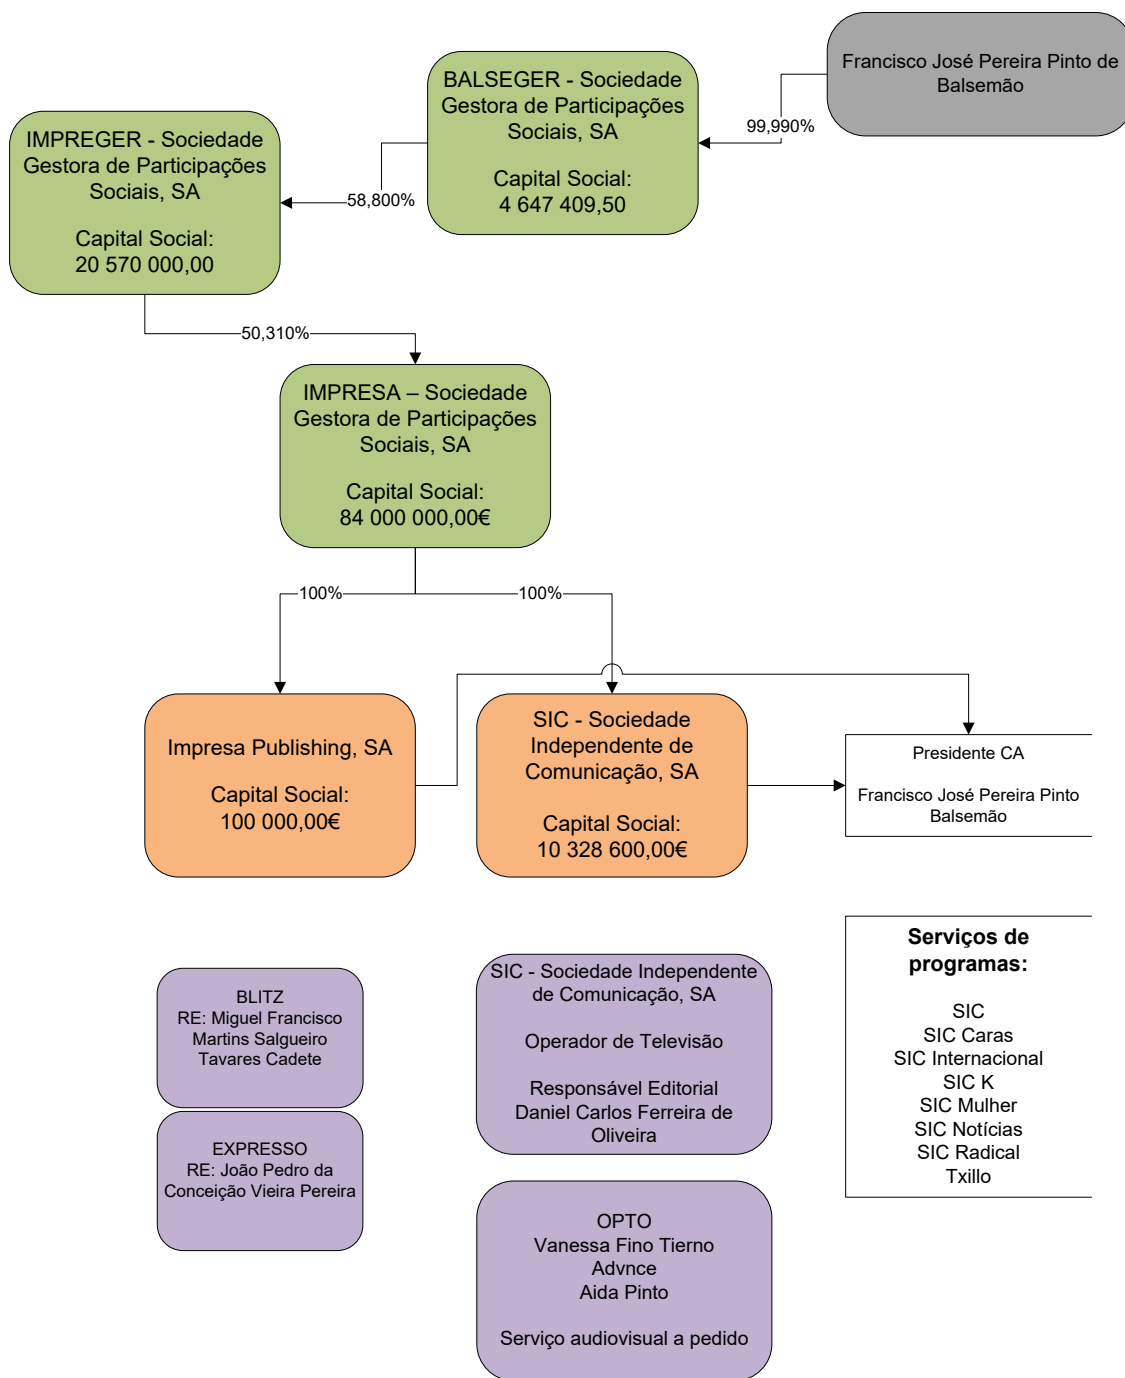 Francisco José Pereira Pinto de
Balsemão
99,990%
BALSEGER - Sociedade
Gestora de Participações
Sociais, SA
Capital Social:
4 647 409,50
58,800%
IMPREGER - Sociedade
Gestora de Participações
Sociais, SA
Capital Social:
20 570 000,00
50,310%
IMPRESA – Sociedade
Gestora de Participações
Sociais, SA
Capital Social:
84 000 000,00€
100%
100%
Impresa Publishing, SA
Capital Social:
100 000,00€
SIC - Sociedade
Independente de
Comunicação, SA
Capital Social:
10 328 600,00€
Presidente CA
Francisco José Pereira Pinto
Balsemão
BLITZ
RE: Miguel Francisco
Martins Salgueiro
Tavares Cadete
EXPRESSO
RE: João Pedro da
Conceição Vieira Pereira
SIC - Sociedade Independente
de Comunicação, SA
Operador de Televisão
Responsável Editorial
Daniel Carlos Ferreira de
Oliveira
OPTO
Vanessa Fino Tierno
Advnce
Aida Pinto
Serviço audiovisual a pedido
Serviços de
programas:
SIC
SIC Caras
SIC Internacional
SIC K
SIC Mulher
SIC Notícias
SIC Radical
Txillo